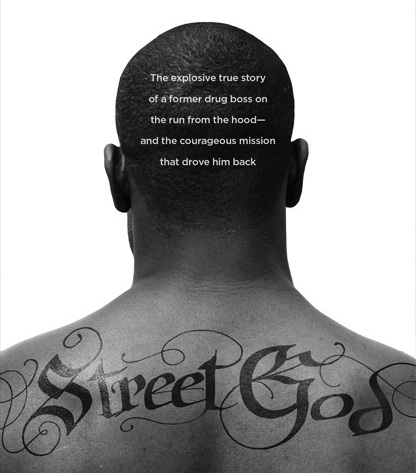 The explosive true story
of a former drug boss on
the run from the hood—
and the courageous mission
that drove him back
Street God